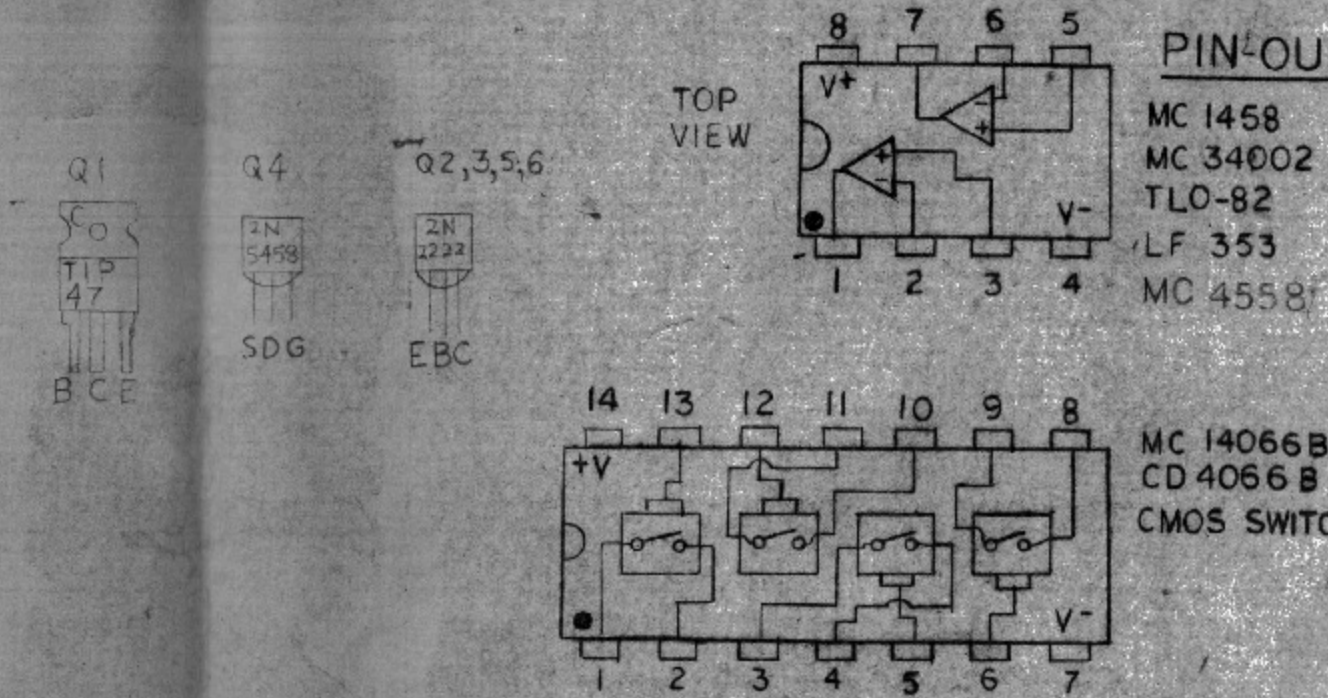 Q1
C
TIP
47
B C E
Q4
2N
5458
SDG
Q2,3,5,6
2N
2222
EBC
TOP
VIEW
8 7 6 5
V+
-
+
+
-
V-
1 2 3 4
PIN-OU
MC 1458
MC 34002
TLO-82
LF 353
MC 4558
14 13 12 11 10 9 8
+V
V-
1 2 3 4 5 6 7
MC 14066B
CD 4066 B
CMOS SWITC